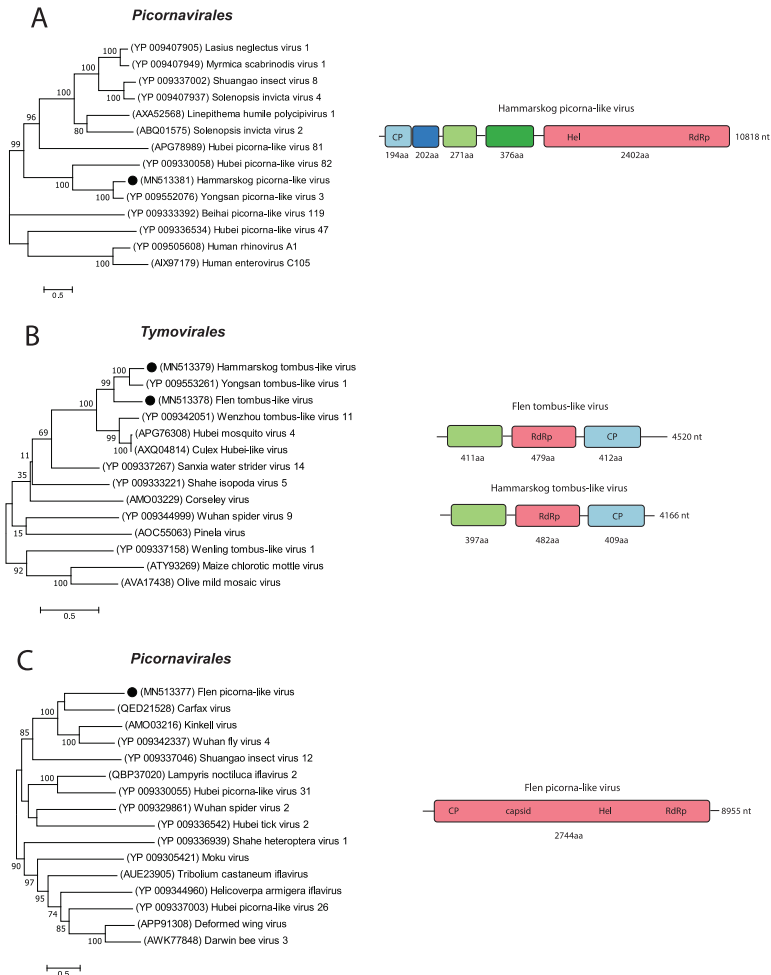 A
Picornavirales
(YP 009407905) Lasius neglectus virus 1
100
100
(YP 009407949) Myrmica scabrinodis virus 1
(YP 009337002) Shuangao insect virus 8
100
100
(YP 009407937) Solenopsis invicta virus 4
96
(AXA52568) Linepithema humile polycipivirus 1
80
(ABQ01575) Solenopsis invicta virus 2
99
(APG78989) Hubei picorna-like virus 81
(YP 009330058) Hubei picorna-like virus 82
100
(MN513381) Hammarskog picorna-like virus
100
(YP 009552076) Yongsan picorna-like virus 3
(YP 009333392) Beihai picorna-like virus 119
(YP 009336534) Hubei picorna-like virus 47
(YP 009505608) Human rhinovirus A1
100
(AIX97179) Human enterovirus C105
0.5
Hammarskog picorna-like virus
CP Hel RdRp 10818 nt
194aa 202aa 271aa 376aa 2402aa
B
Tymovirales
(MN513379) Hammarskog tombus-like virus
100
99
(YP 009553261) Yongsan tombus-like virus 1
100
(MN513378) Flen tombus-like virus
(YP 009342051) Wenzhou tombus-like virus 11
69
99
(APG76308) Hubei mosquito virus 4
100
(AXQ04814) Culex Hubei-like virus
11
(YP 009337267) Sanxia water strider virus 14
35
(YP 009333221) Shahe isopoda virus 5
(AMO03229) Corseley virus
(YP 009344999) Wuhan spider virus 9
15
(AOC55063) Pinela virus
(YP 009337158) Wenling tombus-like virus 1
92
(ATY93269) Maize chlorotic mottle virus
100
(AVA17438) Olive mild mosaic virus
0.5
Flen tombus-like virus
RdRp CP 4520 nt
411aa 479aa 412aa
Hammarskog tombus-like virus
RdRp CP 4166 nt
397aa 482aa 409aa
C
Picornavirales
(MN513377) Flen picorna-like virus
100
(QED21528) Carfax virus
85
(AMO03216) Kinkell virus
100
(YP 009342337) Wuhan fly virus 4
(YP 009337046) Shuangao insect virus 12
(QBP37020) Lampyris noctiluca iflavirus 2
100
(YP 009330055) Hubei picorna-like virus 31
(YP 009329861) Wuhan spider virus 2
(YP 009336542) Hubei tick virus 2
(YP 009336939) Shahe heteroptera virus 1
90
(YP 009305421) Moku virus
97
(AUE23905) Tribolium castaneum iflavirus
95
(YP 009344960) Helicoverpa armigera iflavirus
74
(YP 009337003) Hubei picorna-like virus 26
85
(APP91308) Deformed wing virus
100
(AWK77848) Darwin bee virus 3
0.5
Flen picorna-like virus
CP capsid Hel RdRp 8955 nt
2744aa